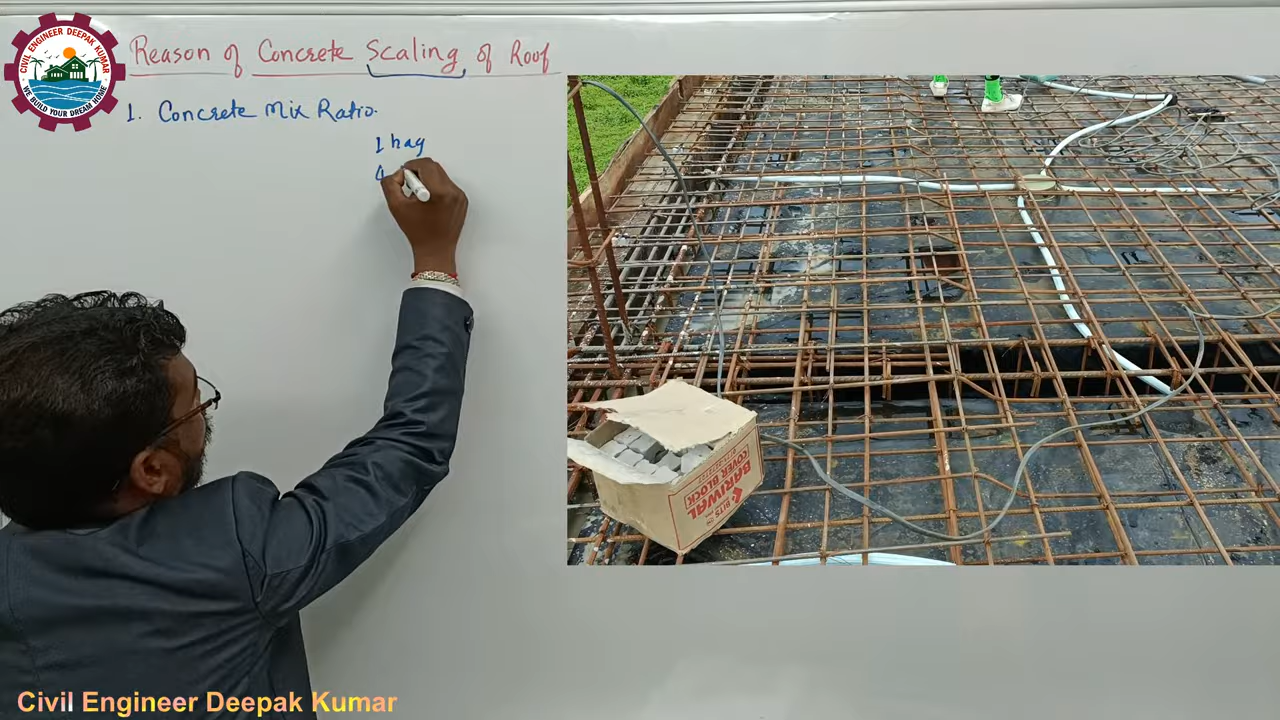 CIVIL ENGINEER DEEPAK KUMAR
WE BUILD YOUR DREAM HOME
Reason of Concrete Scaling of Roof
1. Concrete Mix Ratio.
1 bag
BARIWAL
COVER BLOCK
Civil Engineer Deepak Kumar